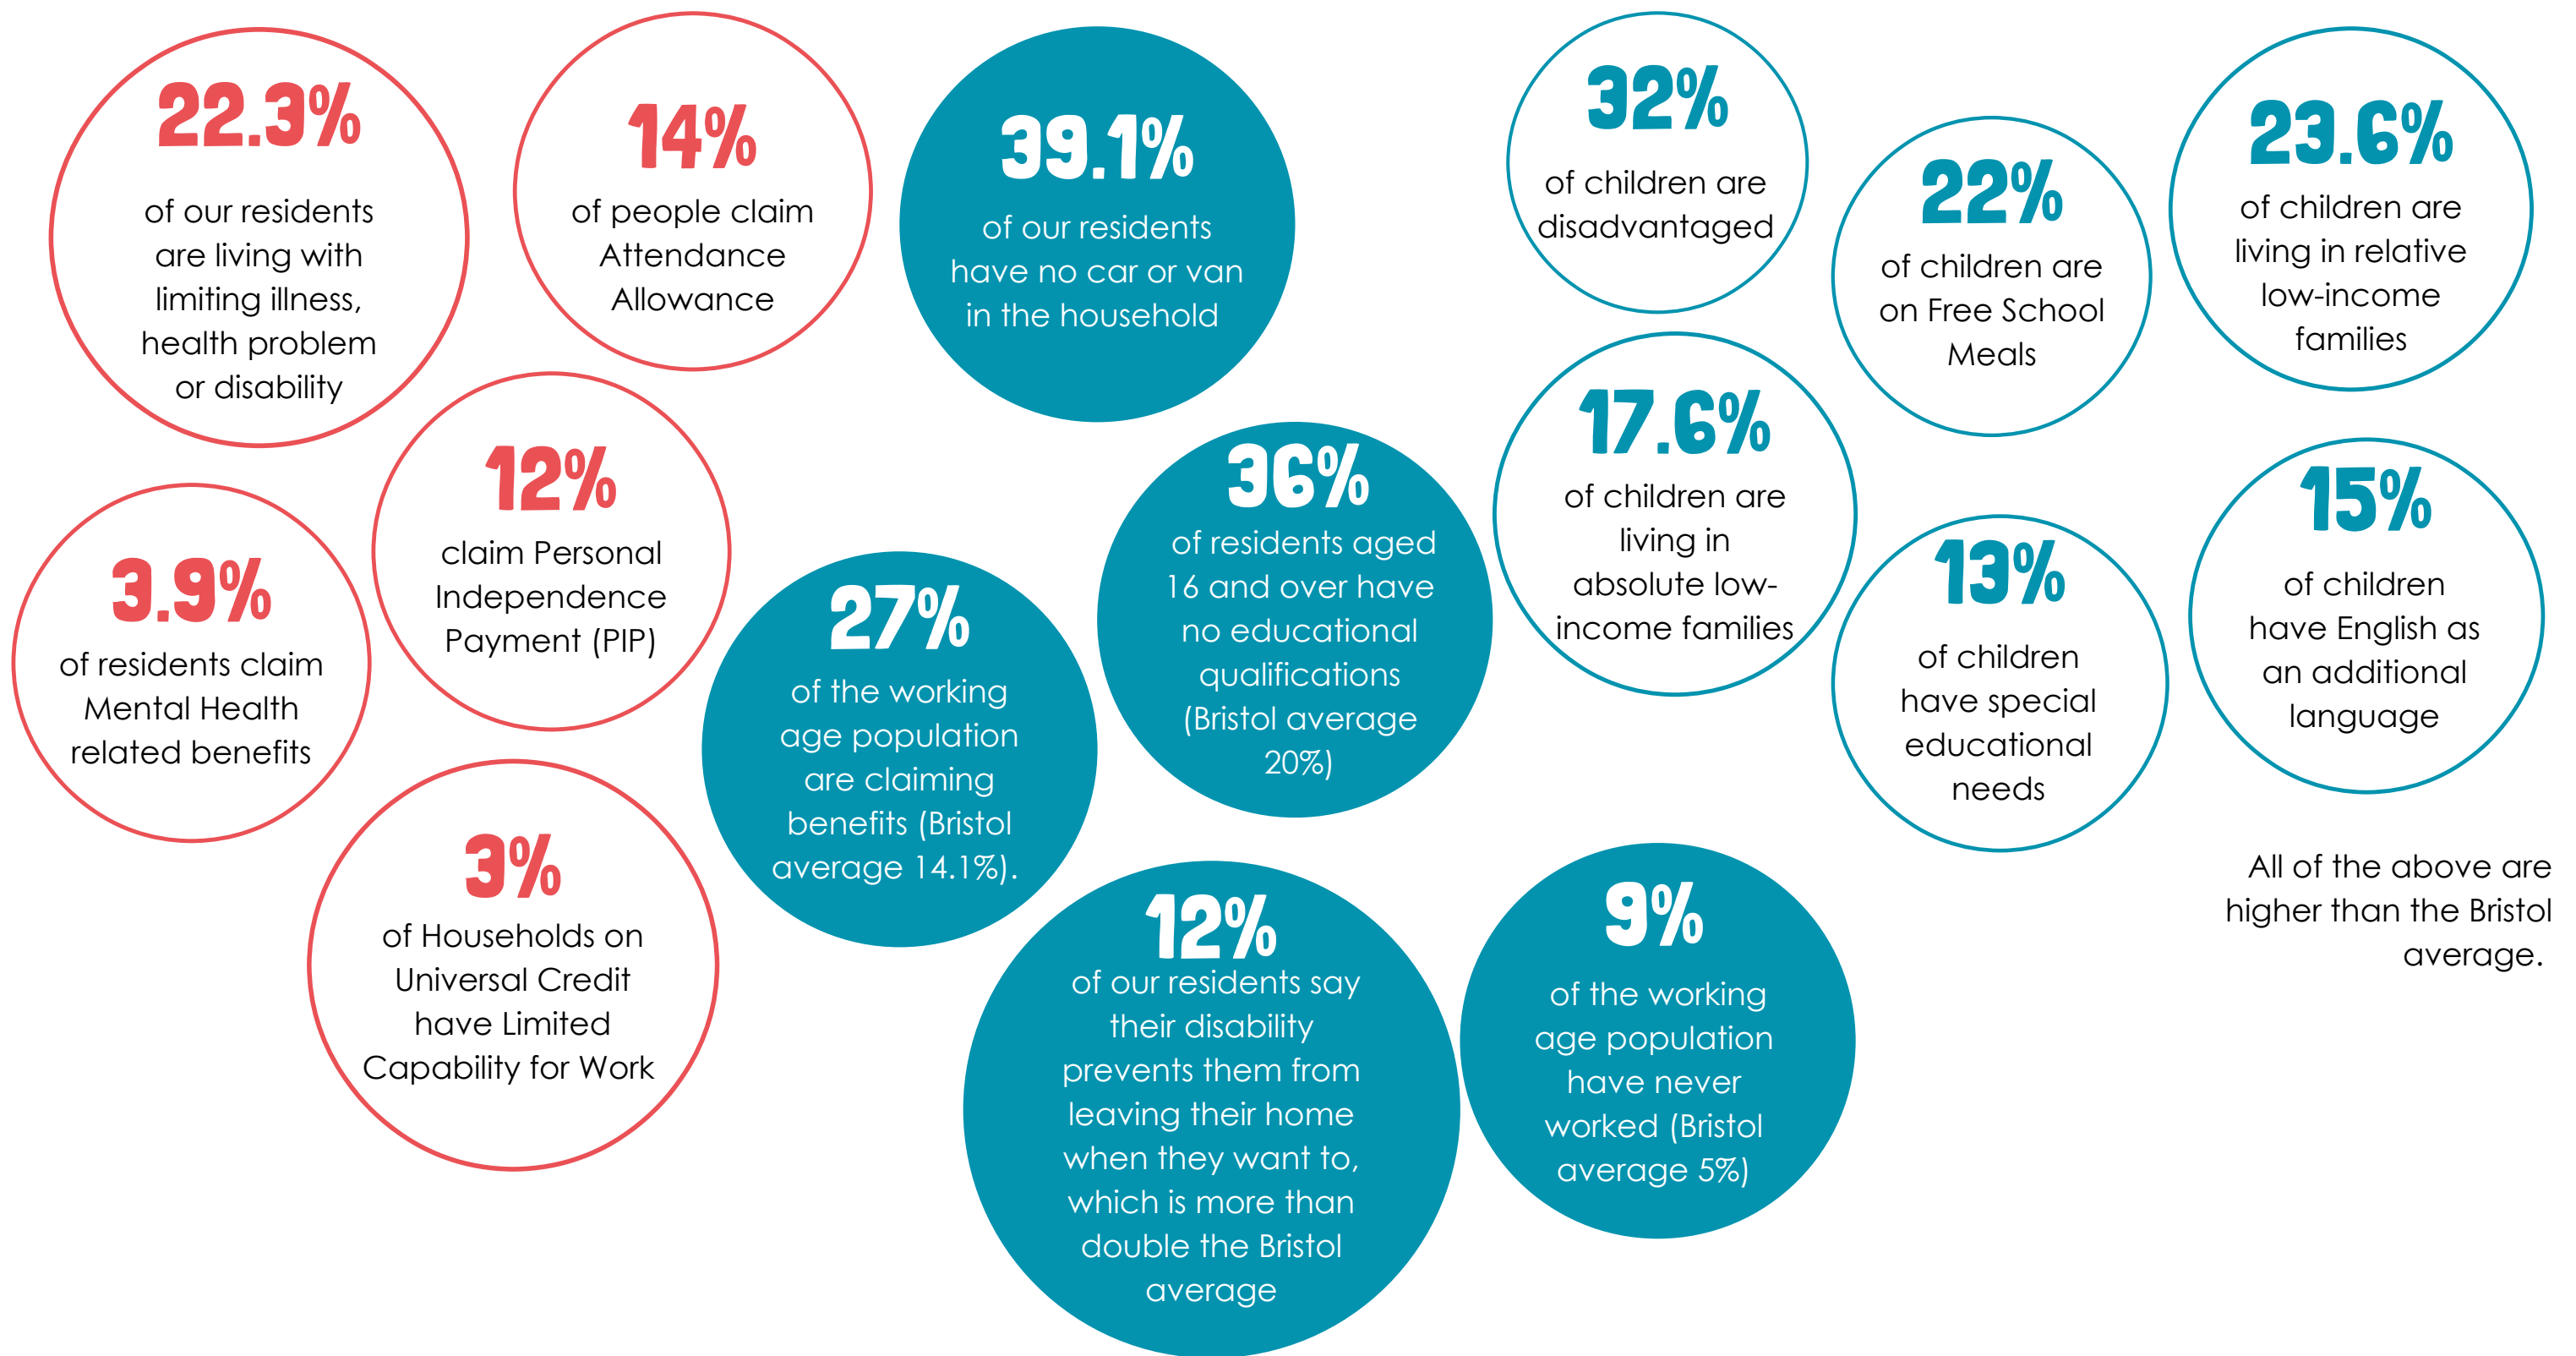 22.3%
of our residents
are living with
limiting illness,
health problem
or disability
14%
of people claim
Attendance
Allowance
12%
claim Personal
Independence
Payment (PIP)
3.9%
of residents claim
Mental Health
related benefits
3%
of Households on
Universal Credit
have Limited
Capability for Work
39.1%
of our residents
have no car or van
in the household
36%
of residents aged
16 and over have
no educational
qualifications
(Bristol average
20%)
27%
of the working
age population
are claiming
benefits (Bristol
average 14.1%).
12%
of our residents say
their disability
prevents them from
leaving their home
when they want to,
which is more than
double the Bristol
average
9%
of the working
age population
have never
worked (Bristol
average 5%)
32%
of children are
disadvantaged
22%
of children are
on Free School
Meals
23.6%
of children are
living in relative
low-income
families
17.6%
of children are
living in
absolute low-
income families
13%
of children
have special
educational
needs
15%
of children
have English as
an additional
language
All of the above are
higher than the Bristol
average.